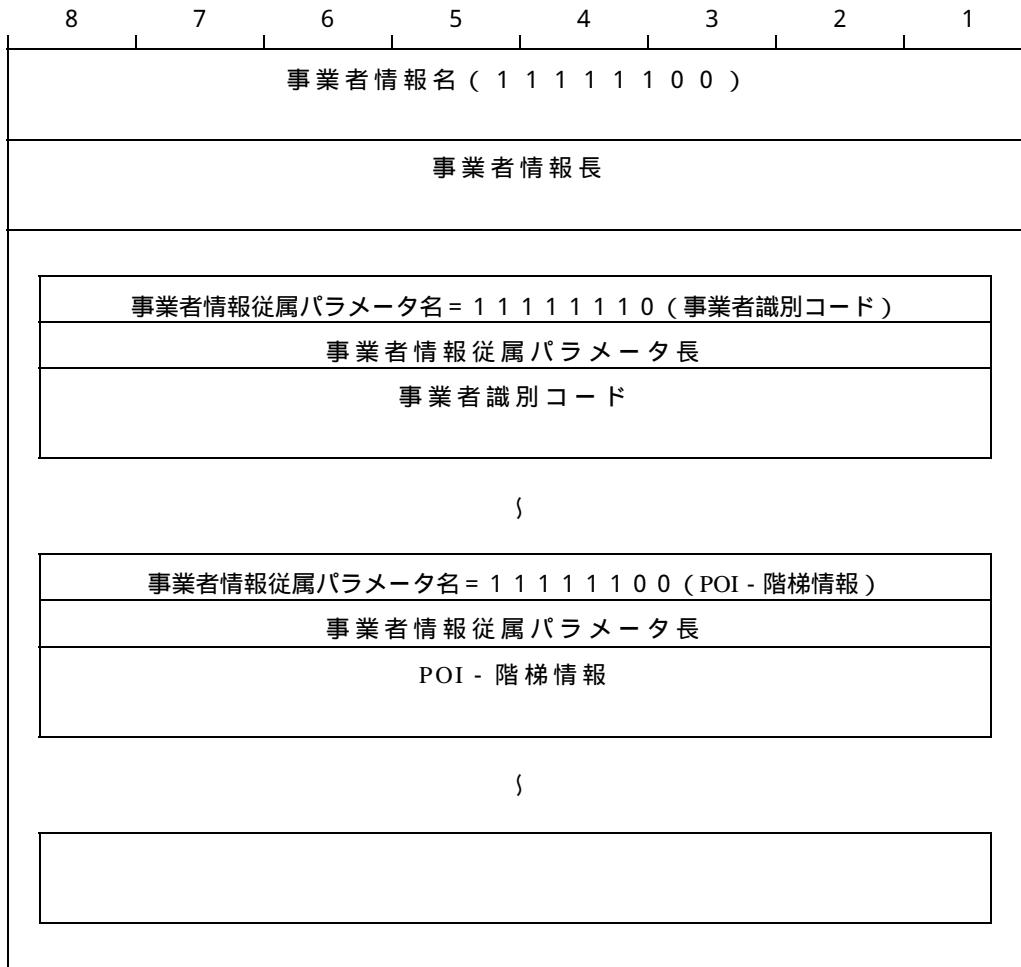 8 7 6 5 4 3 2 1
事業者情報名(11111100)
事業者情報長
事業者情報従属パラメータ名=11111110(事業者識別コード)
事業者情報従属パラメータ長
事業者識別コード
~
事業者情報従属パラメータ名=11111100(POI-階梯情報)
事業者情報従属パラメータ長
POI-階梯情報
~